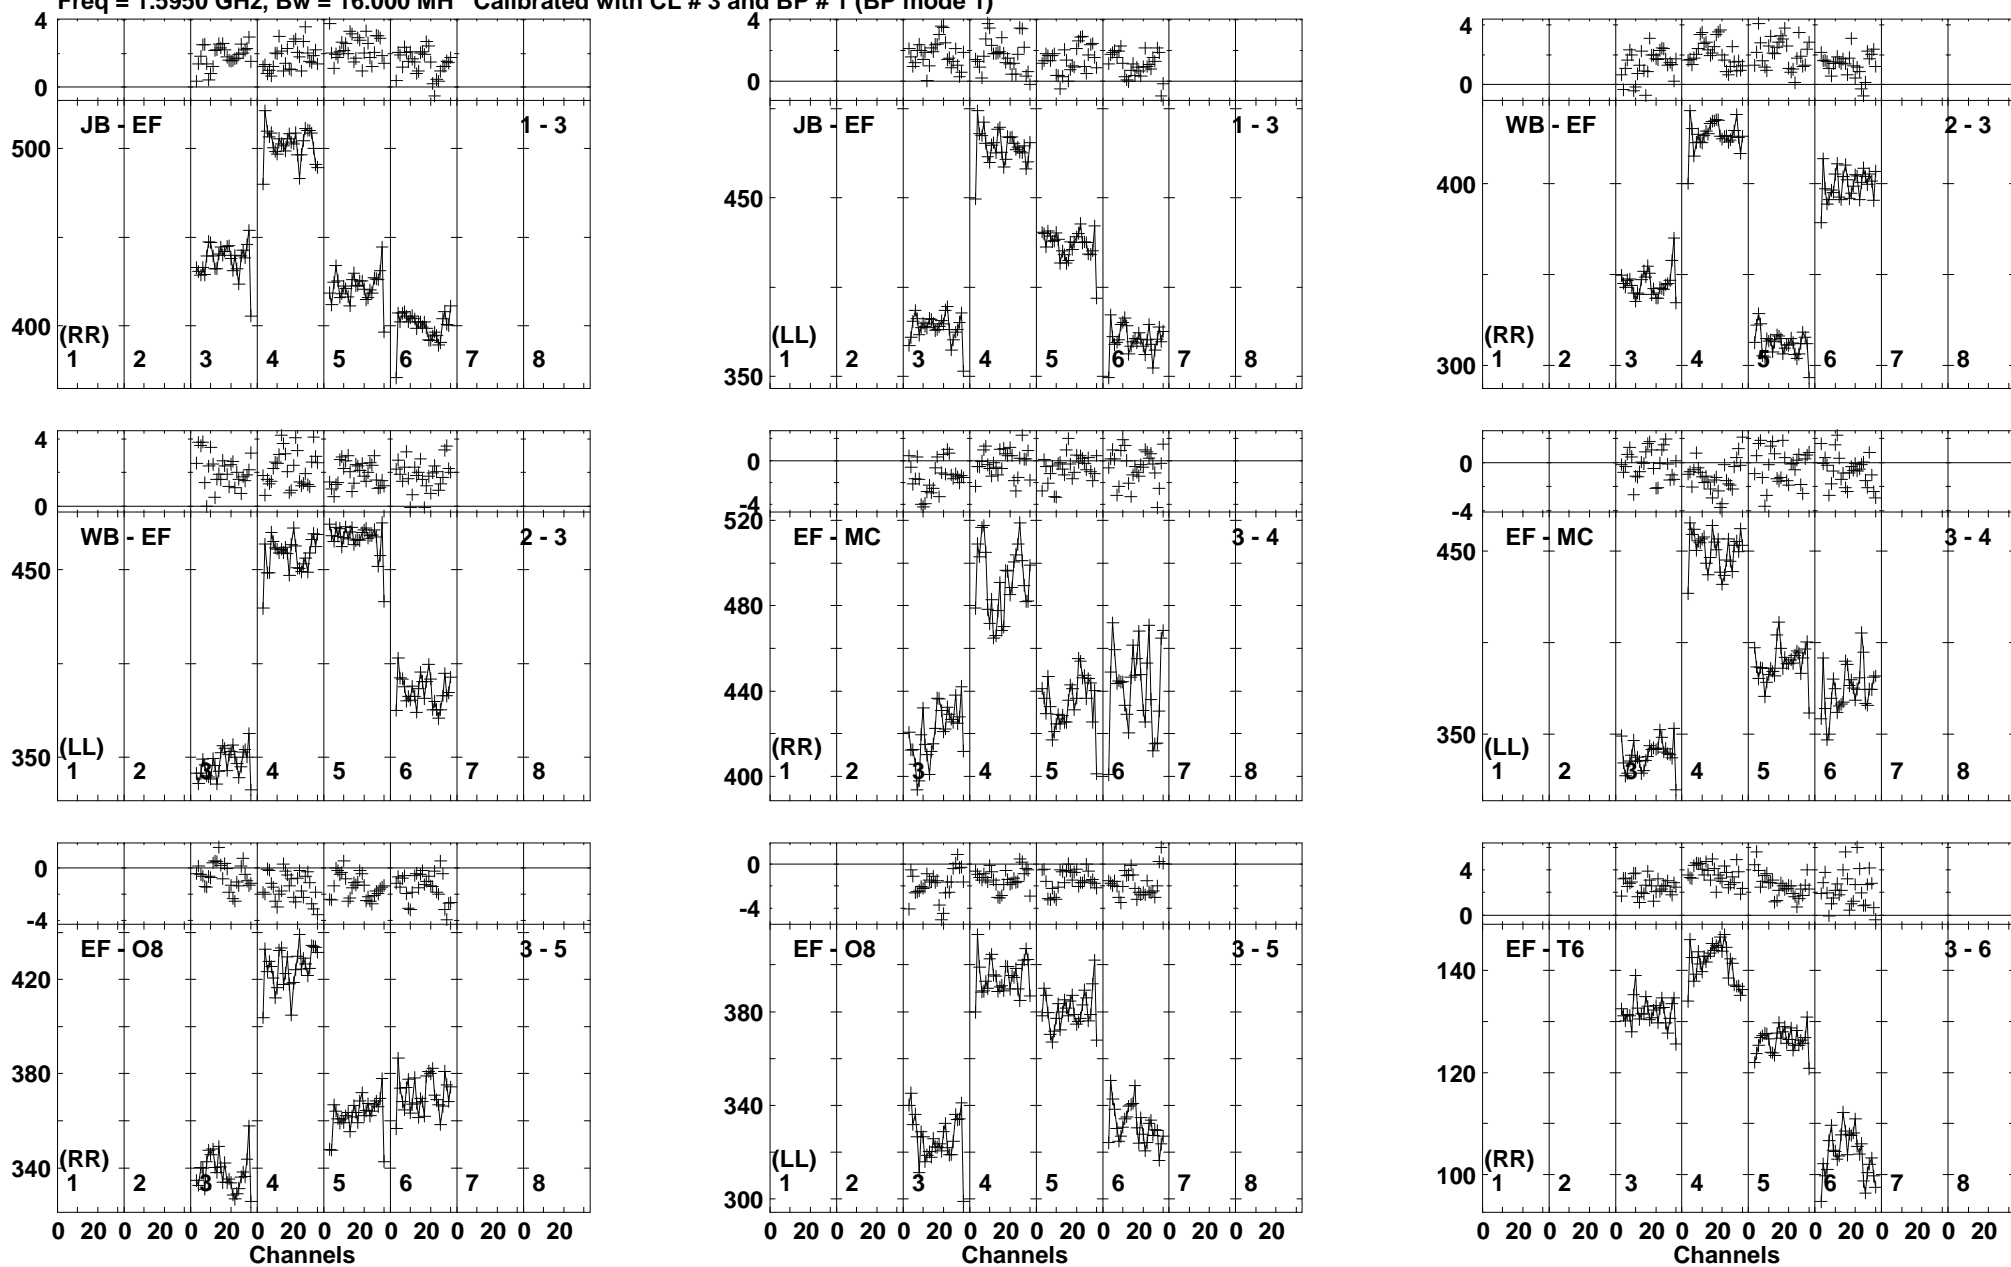 Freq = 1.5950 GHz, Bw = 16.000 MH Calibrated with CL # 3 and BP # 1 (BP mode 1)
4
0
JB - EF
1 - 3
500
400
(RR)
1 2 3 4 5 6 7 8
4
0
JB - EF
1 - 3
450
350
(LL)
1 2 3 4 5 6 7 8
4
0
WB - EF
2 - 3
400
300
(RR)
1 2 3 4 5 6 7 8
4
0
WB - EF
2 - 3
450
350
(LL)
1 2 3 4 5 6 7 8
0
-4
EF - MC
3 - 4
520
480
440
400
(RR)
1 2 3 4 5 6 7 8
0
-4
EF - MC
3 - 4
450
350
(LL)
1 2 3 4 5 6 7 8
0
-4
EF - O8
3 - 5
420
380
340
(RR)
1 2 3 4 5 6 7 8
0 20 0 20 0 20 0 20 0 20 0 20 0 20 0 20
Channels
0
-4
EF - O8
3 - 5
380
340
300
(LL)
1 2 3 4 5 6 7 8
0 20 0 20 0 20 0 20 0 20 0 20 0 20 0 20
Channels
4
0
EF - T6
3 - 6
140
120
100
(RR)
1 2 3 4 5 6 7 8
0 20 0 20 0 20 0 20 0 20 0 20 0 20 0 20
Channels